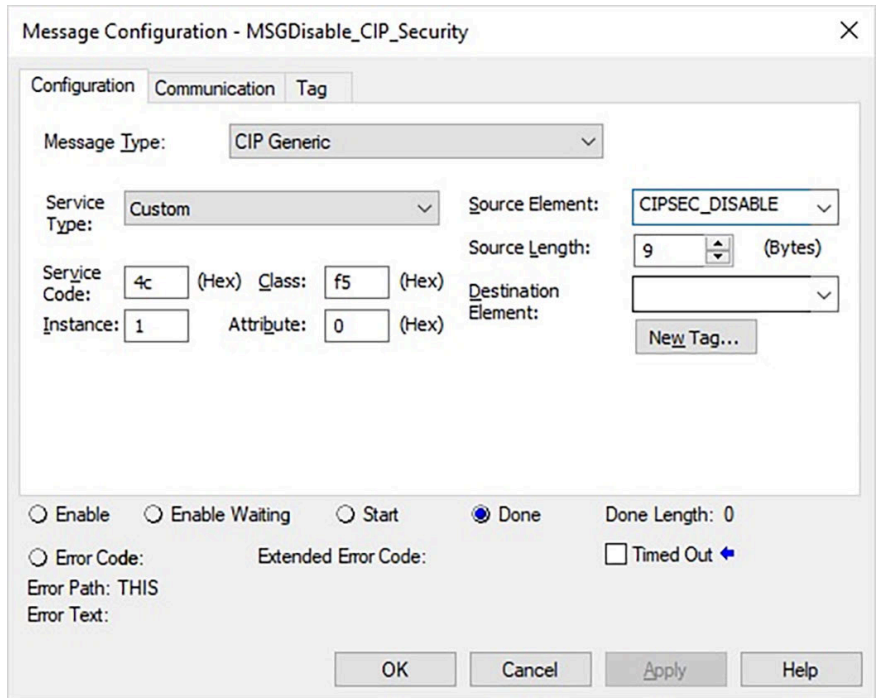 Message Configuration - MSGDisable_CIP_Security
Configuration Communication Tag
Message Type: CIP Generic
Service Type: Custom
Source Element: CIPSEC_DISABLE
Source Length: 9 (Bytes)
Service Code: 4c (Hex) Class: f5 (Hex)
Destination Element:
Instance: 1 Attribute: 0 (Hex)
New Tag...
Enable Enable Waiting Start Done Done Length: 0
Error Code: Extended Error Code: Timed Out
Error Path: THIS
Error Text:
OK Cancel Apply Help